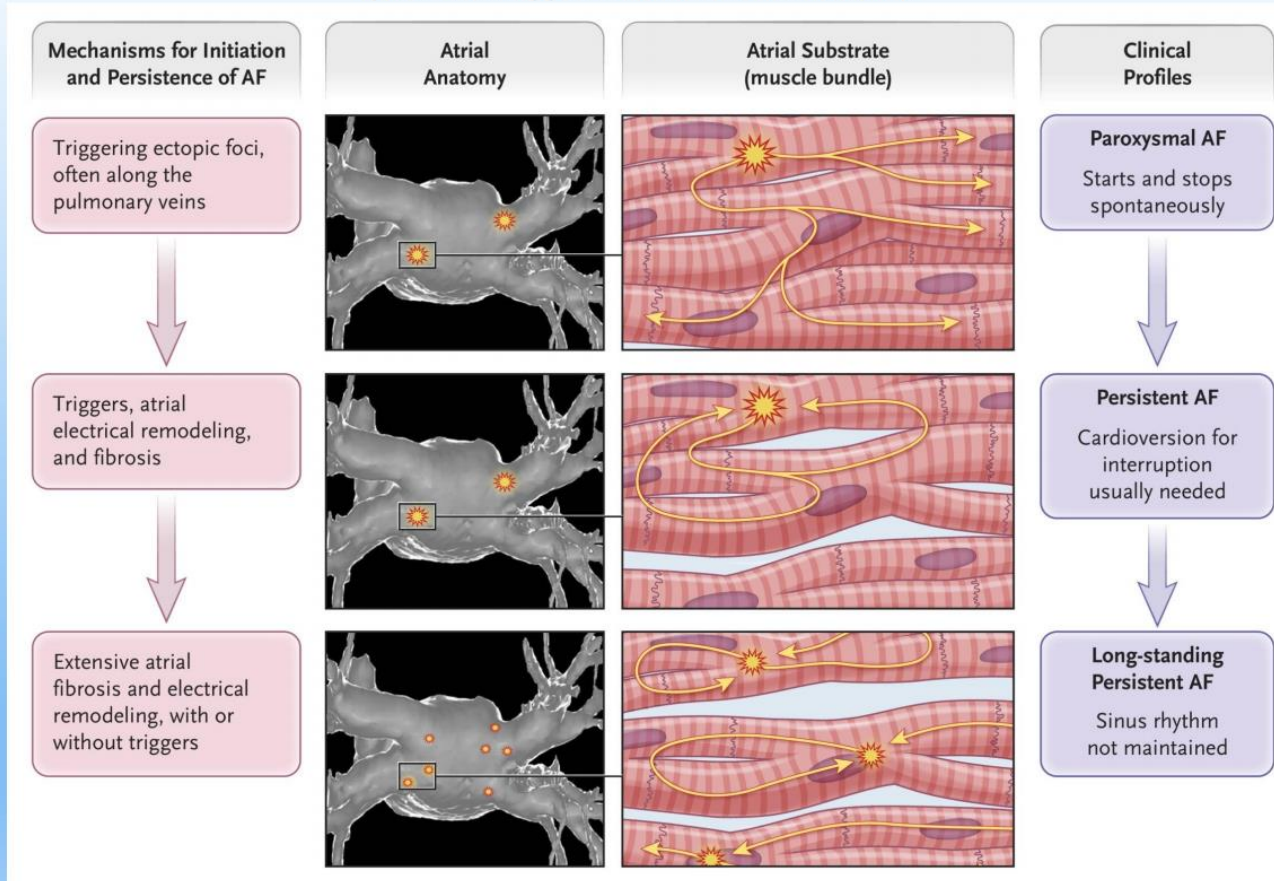 Mechanisms for Initiation
and Persistence of AF
Atrial
Anatomy
Atrial Substrate
(muscle bundle)
Clinical
Profiles
Triggering ectopic foci,
often along the
pulmonary veins
Paroxysmal AF
Starts and stops
spontaneously
Triggers, atrial
electrical remodeling,
and fibrosis
Persistent AF
Cardioversion for
interruption
usually needed
Extensive atrial
fibrosis and electrical
remodeling, with or
without triggers
Long-standing
Persistent AF
Sinus rhythm
not maintained